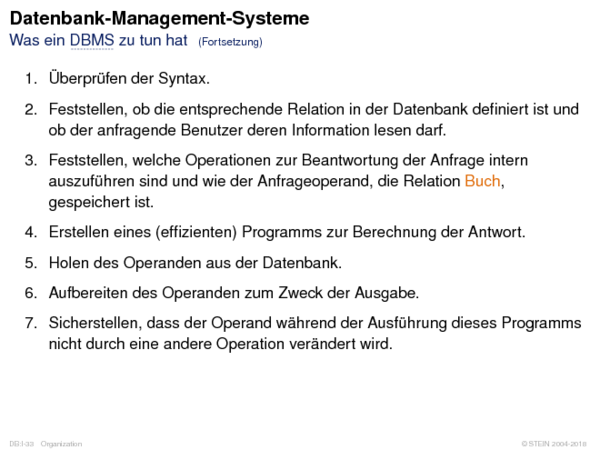 Datenbank-Management-Systeme
Was ein DBMS zu tun hat (Fortsetzung)
1. Überprüfen der Syntax.
2. Feststellen, ob die entsprechende Relation in der Datenbank definiert ist und
ob der anfragende Benutzer deren Information lesen darf.
3. Feststellen, welche Operationen zur Beantwortung der Anfrage intern
auszuführen sind und wie der Anfrageoperand, die Relation Buch,
gespeichert ist.
4. Erstellen eines (effizienten) Programms zur Berechnung der Antwort.
5. Holen des Operanden aus der Datenbank.
6. Aufbereiten des Operanden zum Zweck der Ausgabe.
7. Sicherstellen, dass der Operand während der Ausführung dieses Programms
nicht durch eine andere Operation verändert wird.
Organization © STEIN